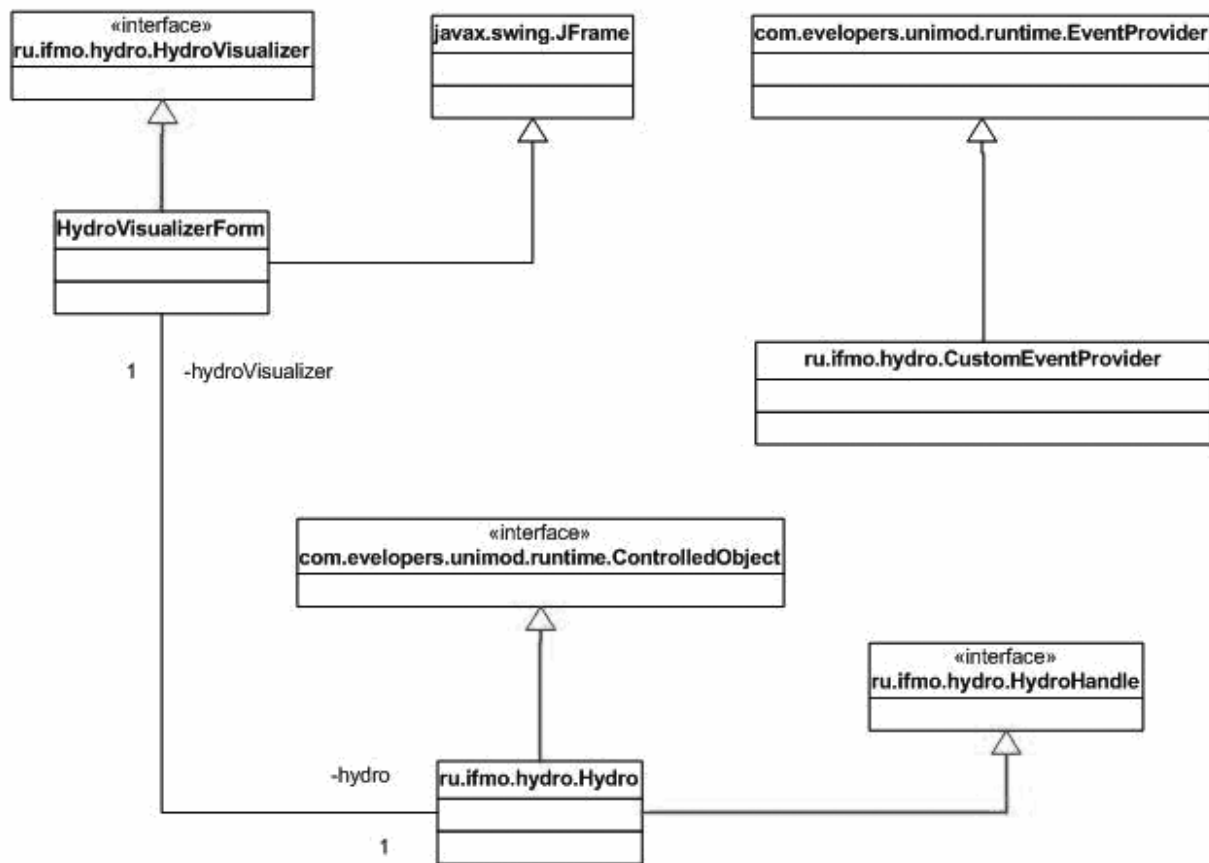 «interface»
ru.ifmo.hydro.HydroVisualizer
javax.swing.JFrame
com.evelopers.unimod.runtime.EventProvider
HydroVisualizerForm
1
-hydroVisualizer
ru.ifmo.hydro.CustomEventProvider
«interface»
com.evelopers.unimod.runtime.ControlledObject
«interface»
ru.ifmo.hydro.HydroHandle
-hydro
ru.ifmo.hydro.Hydro
1